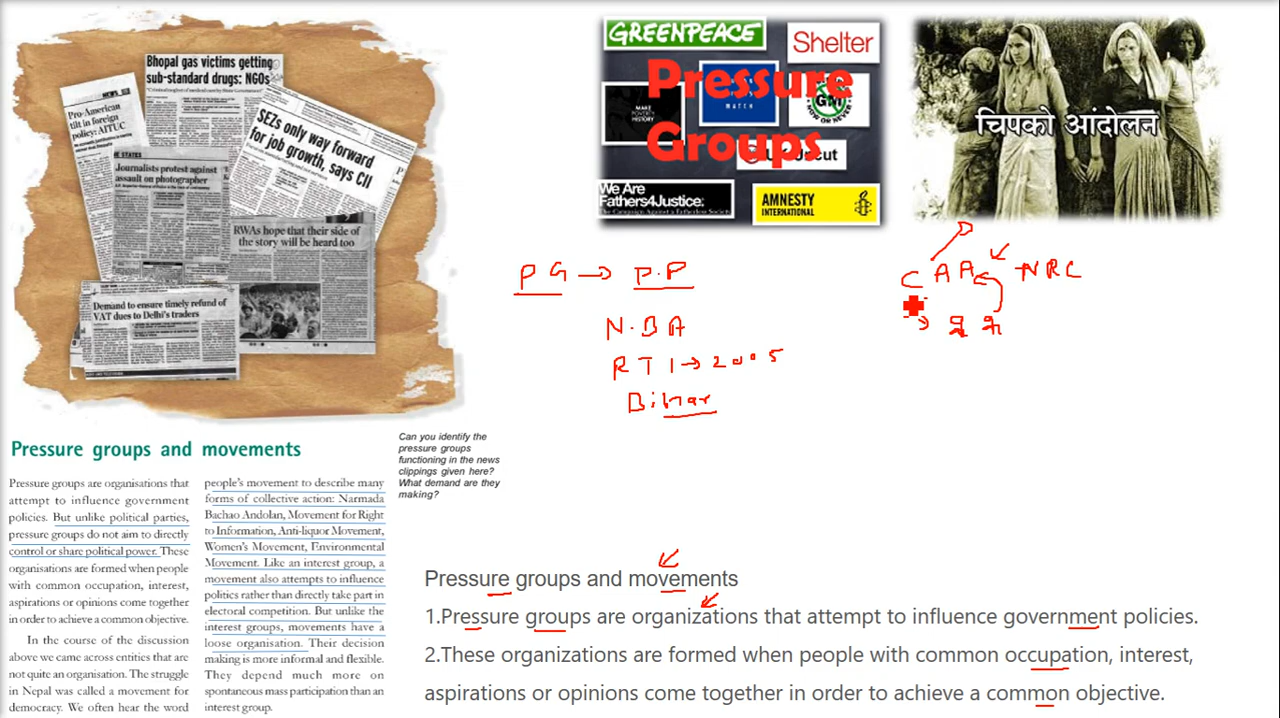 Bhopal gas victims getting
sub-standard drugs: NGOs
Pro-American
tilt in foreign
policy: AITUC
SEZs only way forward
for job growth, says CII
THE STATES
Journalists protest against
assault on photographer
RWAs hope that their side of
the story will be heard too
Demand to ensure timely refund of
VAT dues to Delhi's traders
GREENPEACE
Shelter
Pressure
Groups
WATCH
MAKE
POVERTY
HISTORY
Uncut
We Are
Fathers4Justice.
AMNESTY
INTERNATIONAL
चिपको आंदोलन
PG → P.P
N.B A
RTI → 2005
Bihar
CAA NRC
Pressure groups and movements
Can you identify the
pressure groups
functioning in the news
clippings given here?
What demand are they
making?
Pressure groups are organisations that
attempt to influence government
policies. But unlike political parties,
pressure groups do not aim to directly
control or share political power. These
organisations are formed when people
with common occupation, interest,
aspirations or opinions come together
in order to achieve a common objective.
In the course of the discussion
above we came across entities that are
not quite an organisation. The struggle
in Nepal was called a movement for
democracy. We often hear the word
people's movement to describe many
forms of collective action: Narmada
Bachao Andolan, Movement for Right
to Information, Anti-liquor Movement,
Women's Movement, Environmental
Movement. Like an interest group, a
movement also attempts to influence
politics rather than directly take part in
electoral competition. But unlike the
interest groups, movements have a
loose organisation. Their decision
making is more informal and flexible.
They depend much more on
spontaneous mass participation than an
interest group.
Pressure groups and movements
1.Pressure groups are organizations that attempt to influence government policies.
2.These organizations are formed when people with common occupation, interest,
aspirations or opinions come together in order to achieve a common objective.